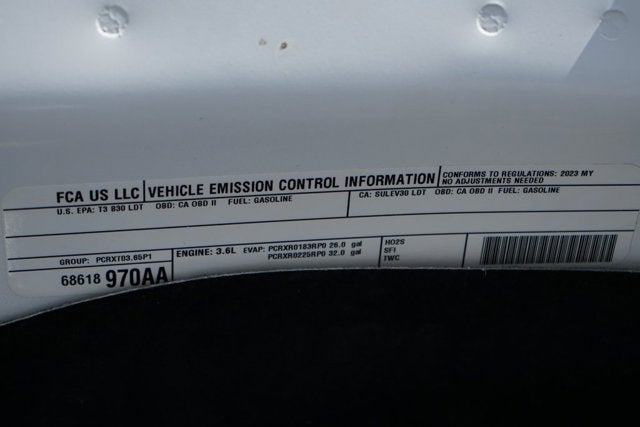 FCA US LLC VEHICLE EMISSION CONTROL INFORMATION CONFORMS TO REGULATIONS: 2023 MY
NO ADJUSTMENTS NEEDED
U.S. EPA: T3 B30 LDT OBD: CA OBD II FUEL: GASOLINE CA: SULEV30 LDT OBD: CA OBD II FUEL: GASOLINE
GROUP: PCRXT03.65P1 ENGINE: 3.6L EVAP: PCRXR0183RP0 26.0 gal HO2S
PCRXR0225RP0 32.0 gal SFI
68618 970AA TWC